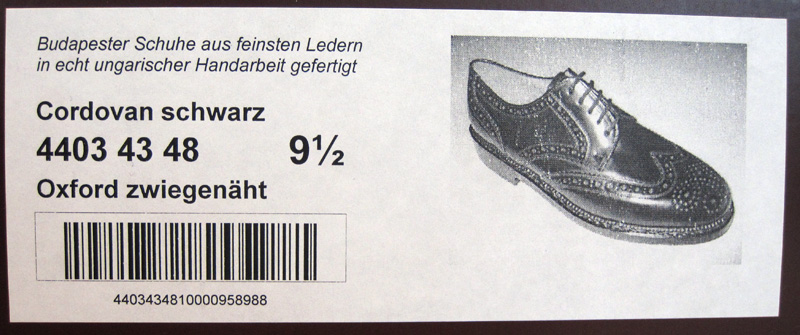 Budapester Schuhe aus feinsten Ledern
in echt ungarischer Handarbeit gefertigt
Cordovan schwarz
4403 43 48 9½
Oxford zwiegenäht
4403434810000958988